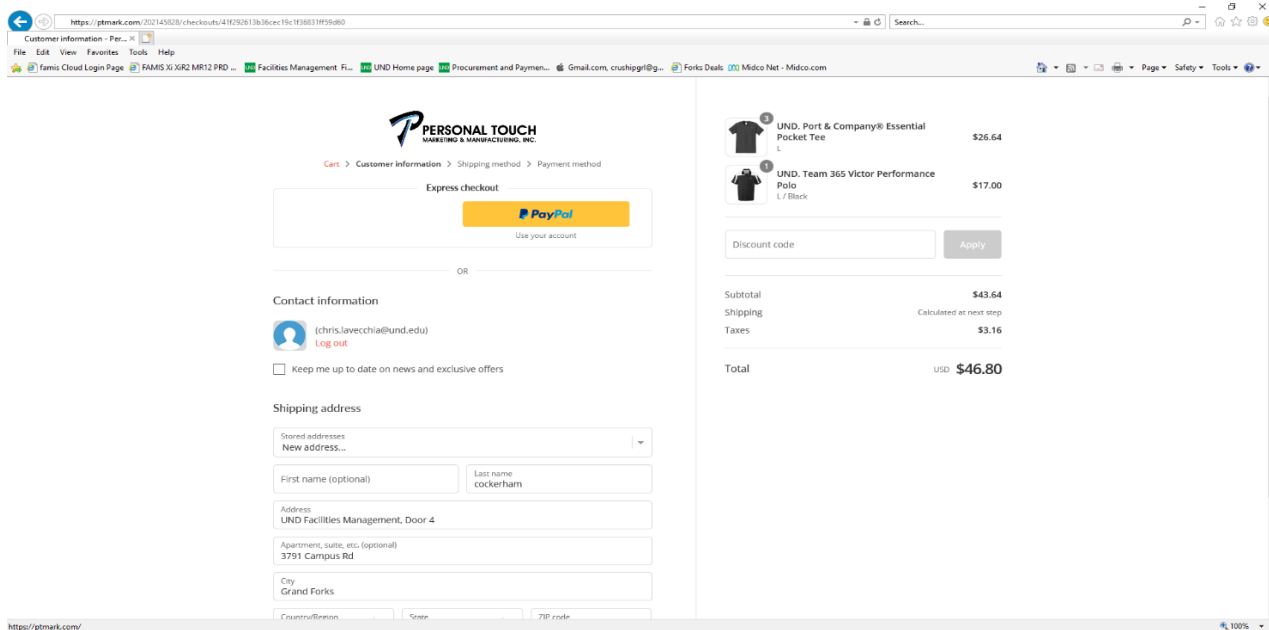 https://ptmark.com/202145828/checkouts/41f292613b36cec19c1f36831ff59d60
Search...
Customer information - Per...
File Edit View Favorites Tools Help
famis Cloud Login Page FAMIS Xi XiR2 MR12 PRD ... UND Facilities Management Fi... UND UND Home page UND Procurement and Paymen... Gmail.com, crushipgrl@g... Forks Deals Midco Net - Midco.com
Page Safety Tools
PERSONAL TOUCH
MARKETING & MANUFACTURING, INC.
Cart > Customer information > Shipping method > Payment method
Express checkout
PayPal
Use your account
OR
Contact information
(chris.lavecchia@und.edu)
Log out
Keep me up to date on news and exclusive offers
Shipping address
Stored addresses
New address...
First name (optional)
Last name
cockerham
Address
UND Facilities Management, Door 4
Apartment, suite, etc. (optional)
3791 Campus Rd
City
Grand Forks
Country/Region State ZIP code
3
UND. Port & Company® Essential
Pocket Tee
L
$26.64
1
UND. Team 365 Victor Performance
Polo
L / Black
$17.00
Discount code
Apply
Subtotal $43.64
Shipping Calculated at next step
Taxes $3.16
Total USD $46.80
https://ptmark.com/
100%